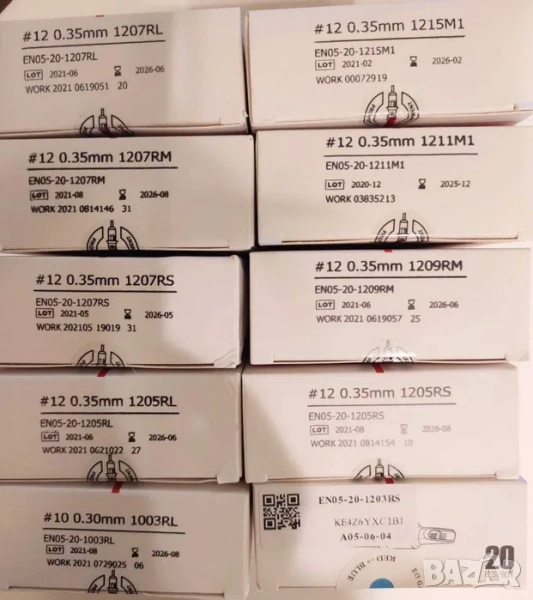 #12 0.35mm 1207RL
EN05-20-1207RL
LOT 2021-06 2026-06
WORK 2021 0619051 20
#12 0.35mm 1215M1
EN05-20-1215M1
LOT 2021-02 2026-02
WORK 00072919
#12 0.35mm 1207RM
EN05-20-1207RM
LOT 2021-08 2026-08
WORK 2021 0814146 31
#12 0.35mm 1211M1
EN05-20-1211M1
LOT 2020-12 2025-12
WORK 03835213
#12 0.35mm 1207RS
EN05-20-1207RS
LOT 2021-05 2026-05
WORK 202105 19019 31
#12 0.35mm 1209RM
EN05-20-1209RM
LOT 2021-06 2026-06
WORK 2021 0619057 25
#12 0.35mm 1205RL
EN05-20-1205RL
LOT 2021-06 2026-06
WORK 2021 0621022 27
#12 0.35mm 1205RS
EN05-20-1205RS
LOT 2021-08 2026-08
WORK 2021 0814154 18
#10 0.30mm 1003RL
EN05-20-1003RL
LOT 2021-08 2026-08
WORK 2021 0729025 06
EN05-20-1203RS
KE4Z6YXC1B1
A05-06-04
RED → BLUE
20
BAZAR